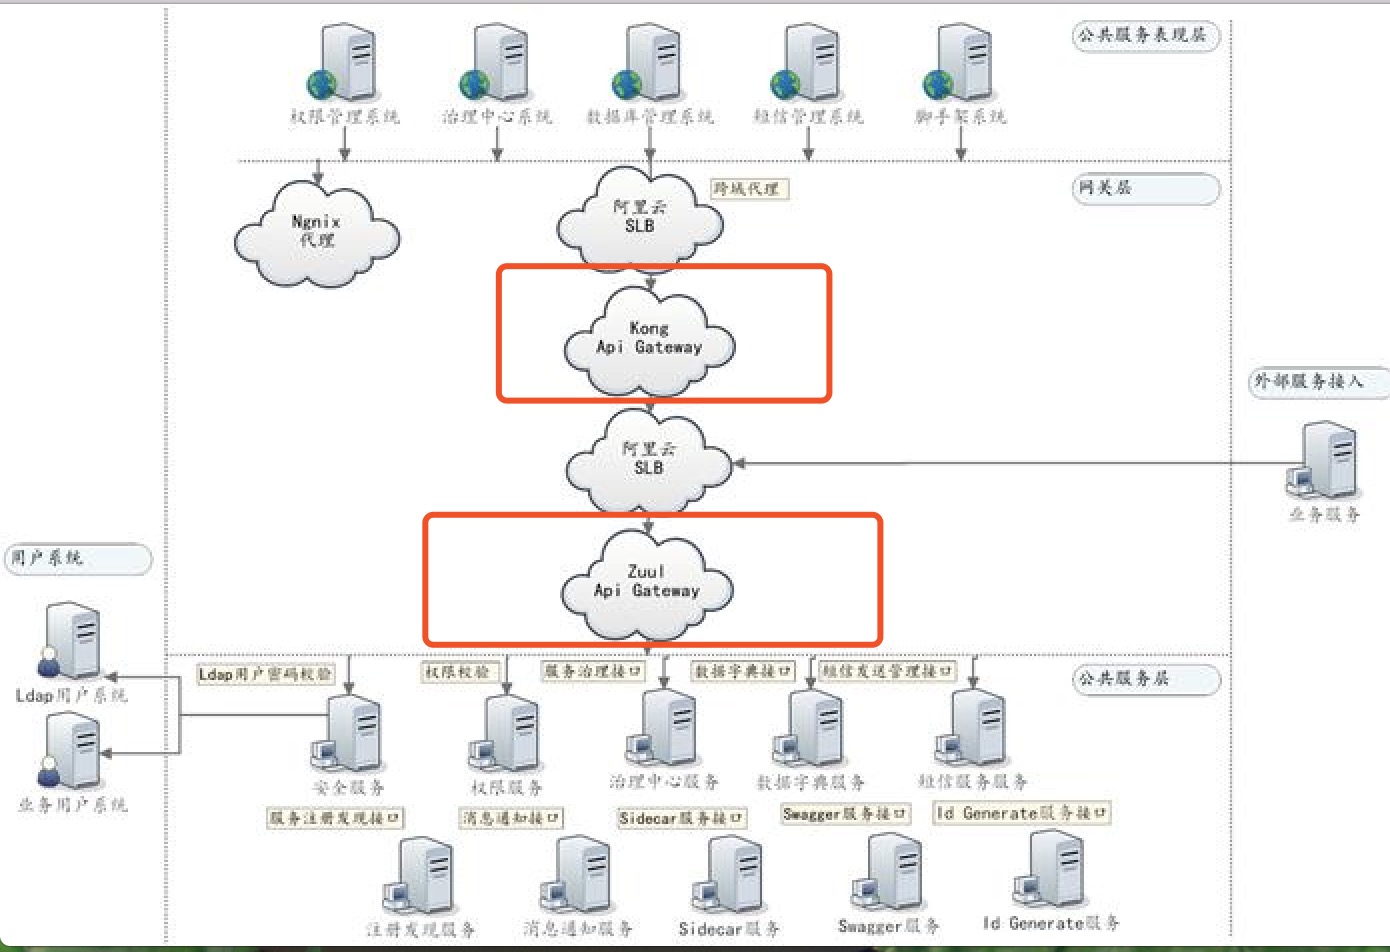 公共服务表现层
权限管理系统
治理中心系统
数据库管理系统
短信管理系统
脚手架系统
跨域代理
网关层
Ngnix
代理
阿里云
SLB
Kong
Api Gateway
外部服务接入
阿里云
SLB
业务服务
用户系统
Zuul
Api Gateway
Ldap用户密码校验
权限校验
服务治理接口
数据字典接口
短信发送管理接口
公共服务层
Ldap用户系统
业务用户系统
安全服务
权限服务
治理中心服务
数据字典服务
短信服务服务
服务注册发现接口
消息通知接口
Sidecar服务接口
Swagger服务接口
Id Generate服务接口
注册发现服务
消息通知服务
Sidecar服务
Swagger服务
Id Generate服务